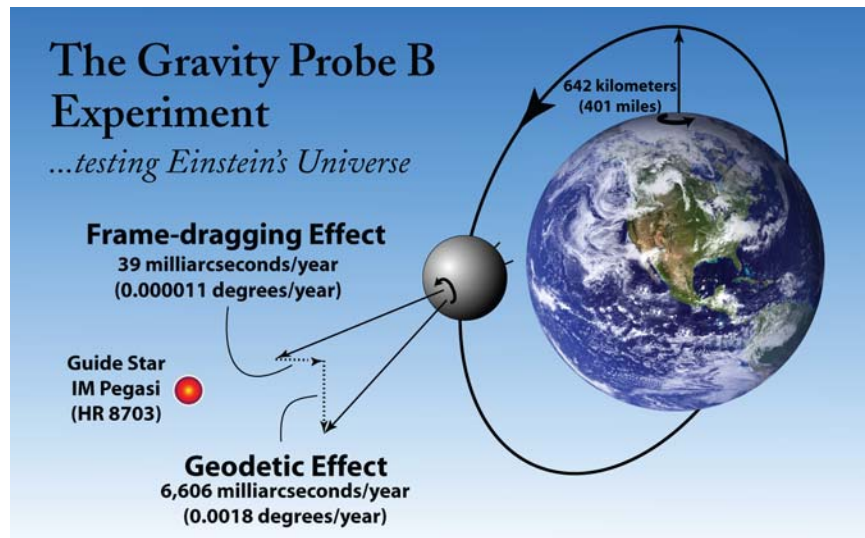 The Gravity Probe B
Experiment
...testing Einstein's Universe
642 kilometers
(401 miles)
Frame-dragging Effect
39 milliarcseconds/year
(0.000011 degrees/year)
Guide Star
IM Pegasi
(HR 8703)
Geodetic Effect
6,606 milliarcseconds/year
(0.0018 degrees/year)